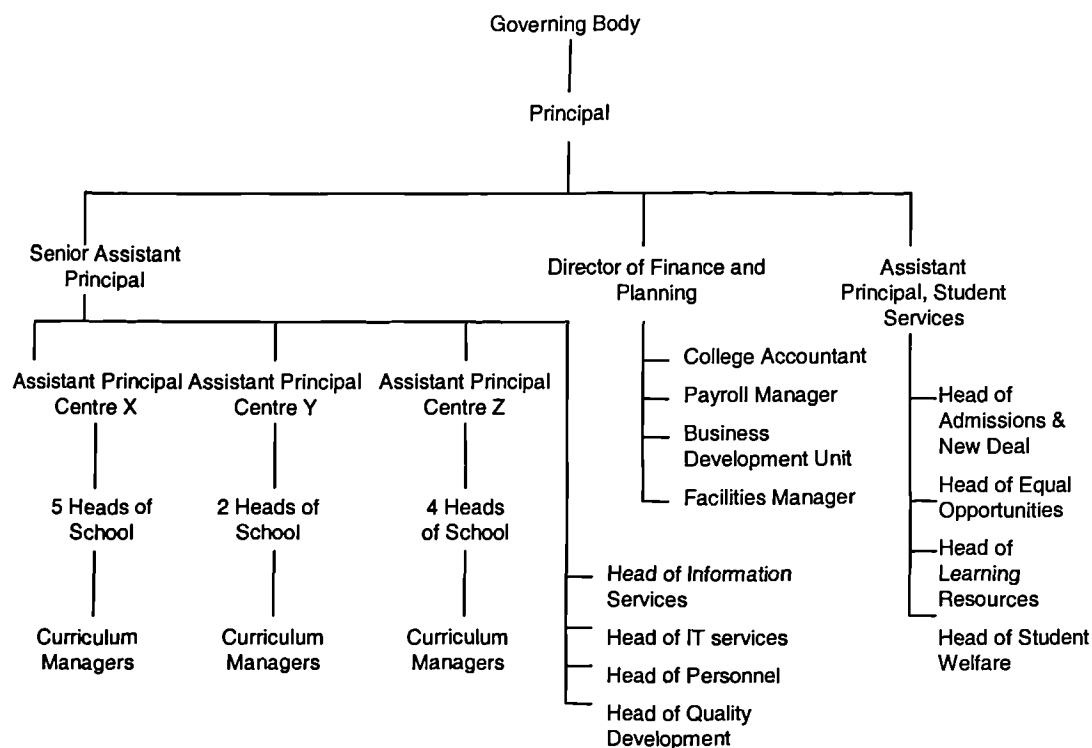 Governing Body
Principal
Senior Assistant
Principal
Director of Finance and
Planning
Assistant
Principal, Student
Services
Assistant Principal
Centre X
Assistant Principal
Centre Y
Assistant Principal
Centre Z
5 Heads of
School
2 Heads of
School
4 Heads
of School
Curriculum
Managers
Curriculum
Managers
Curriculum
Managers
Head of Information
Services
Head of IT services
Head of Personnel
Head of Quality
Development
College Accountant
Payroll Manager
Business
Development Unit
Facilities Manager
Head of
Admissions &
New Deal
Head of Equal
Opportunities
Head of
Learning
Resources
Head of Student
Welfare